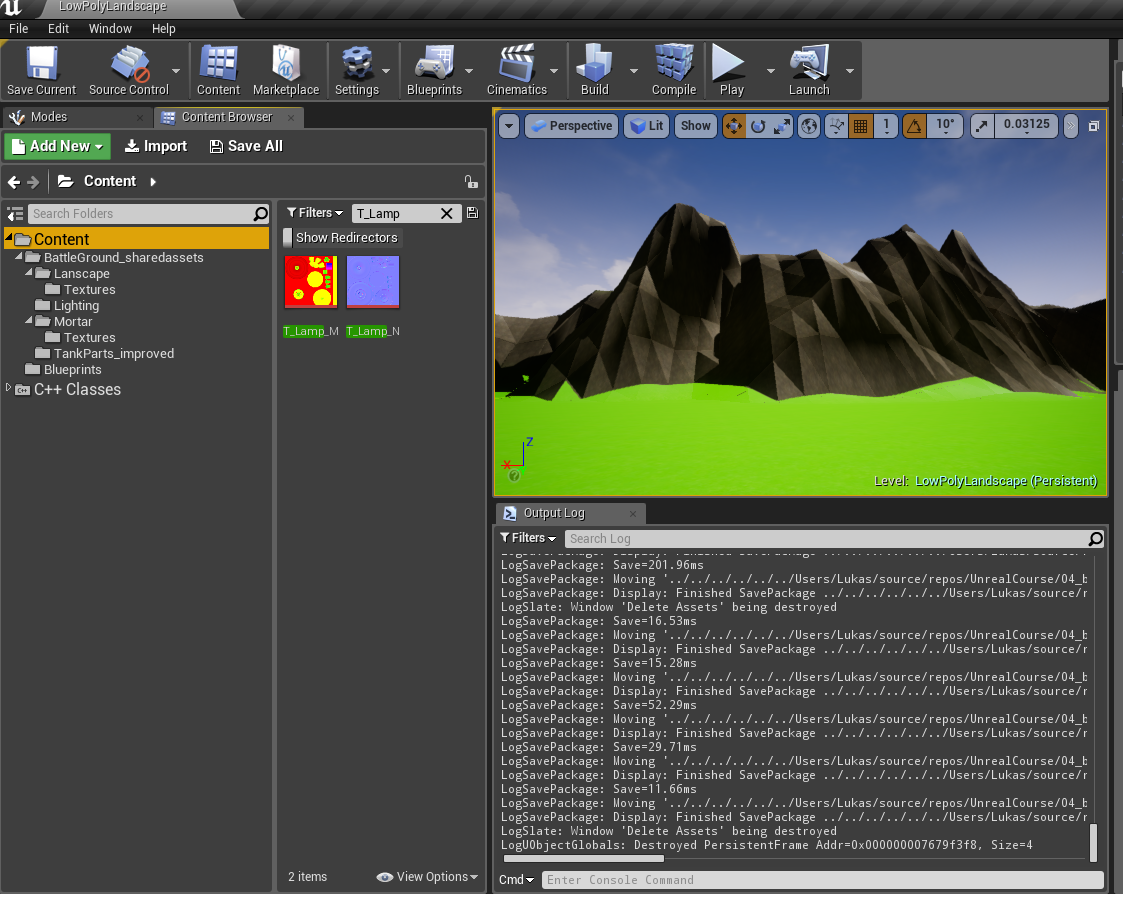 LowPolyLandscape
File Edit Window Help
Save Current Source Control Content Marketplace Settings Blueprints Cinematics Build Compile Play Launch
Modes Content Browser
Add New Import Save All
Content
Search Folders
Filters T_Lamp
Show Redirectors
Content
BattleGround_sharedassets
Lanscape
Textures
Lighting
Mortar
Textures
TankParts_improved
Blueprints
C++ Classes
T_Lamp_M T_Lamp_N
2 items View Options
Perspective Lit Show 1 10° 0.03125
Z
X
?
Level: LowPolyLandscape (Persistent)
Output Log
Filters Search Log
LogSavePackage: Display: Finished SavePackage
LogSavePackage: Save=201.96ms
LogSavePackage: Moving '../../../../../../Users/Lukas/source/repos/UnrealCourse/04_b
LogSavePackage: Display: Finished SavePackage ../../../../../../Users/Lukas/source/r
LogSlate: Window 'Delete Assets' being destroyed
LogSavePackage: Save=16.53ms
LogSavePackage: Moving '../../../../../../Users/Lukas/source/repos/UnrealCourse/04_b
LogSavePackage: Display: Finished SavePackage ../../../../../../Users/Lukas/source/r
LogSavePackage: Save=15.28ms
LogSavePackage: Moving '../../../../../../Users/Lukas/source/repos/UnrealCourse/04_b
LogSavePackage: Display: Finished SavePackage ../../../../../../Users/Lukas/source/r
LogSavePackage: Save=52.29ms
LogSavePackage: Moving '../../../../../../Users/Lukas/source/repos/UnrealCourse/04_b
LogSavePackage: Display: Finished SavePackage ../../../../../../Users/Lukas/source/r
LogSavePackage: Save=29.71ms
LogSavePackage: Moving '../../../../../../Users/Lukas/source/repos/UnrealCourse/04_b
LogSavePackage: Display: Finished SavePackage ../../../../../../Users/Lukas/source/r
LogSavePackage: Save=11.66ms
LogSavePackage: Moving '../../../../../../Users/Lukas/source/repos/UnrealCourse/04_b
LogSavePackage: Display: Finished SavePackage ../../../../../../Users/Lukas/source/r
LogSlate: Window 'Delete Assets' being destroyed
LogUObjectGlobals: Destroyed PersistentFrame Addr=0x000000007679f3f8, Size=4
Cmd Enter Console Command